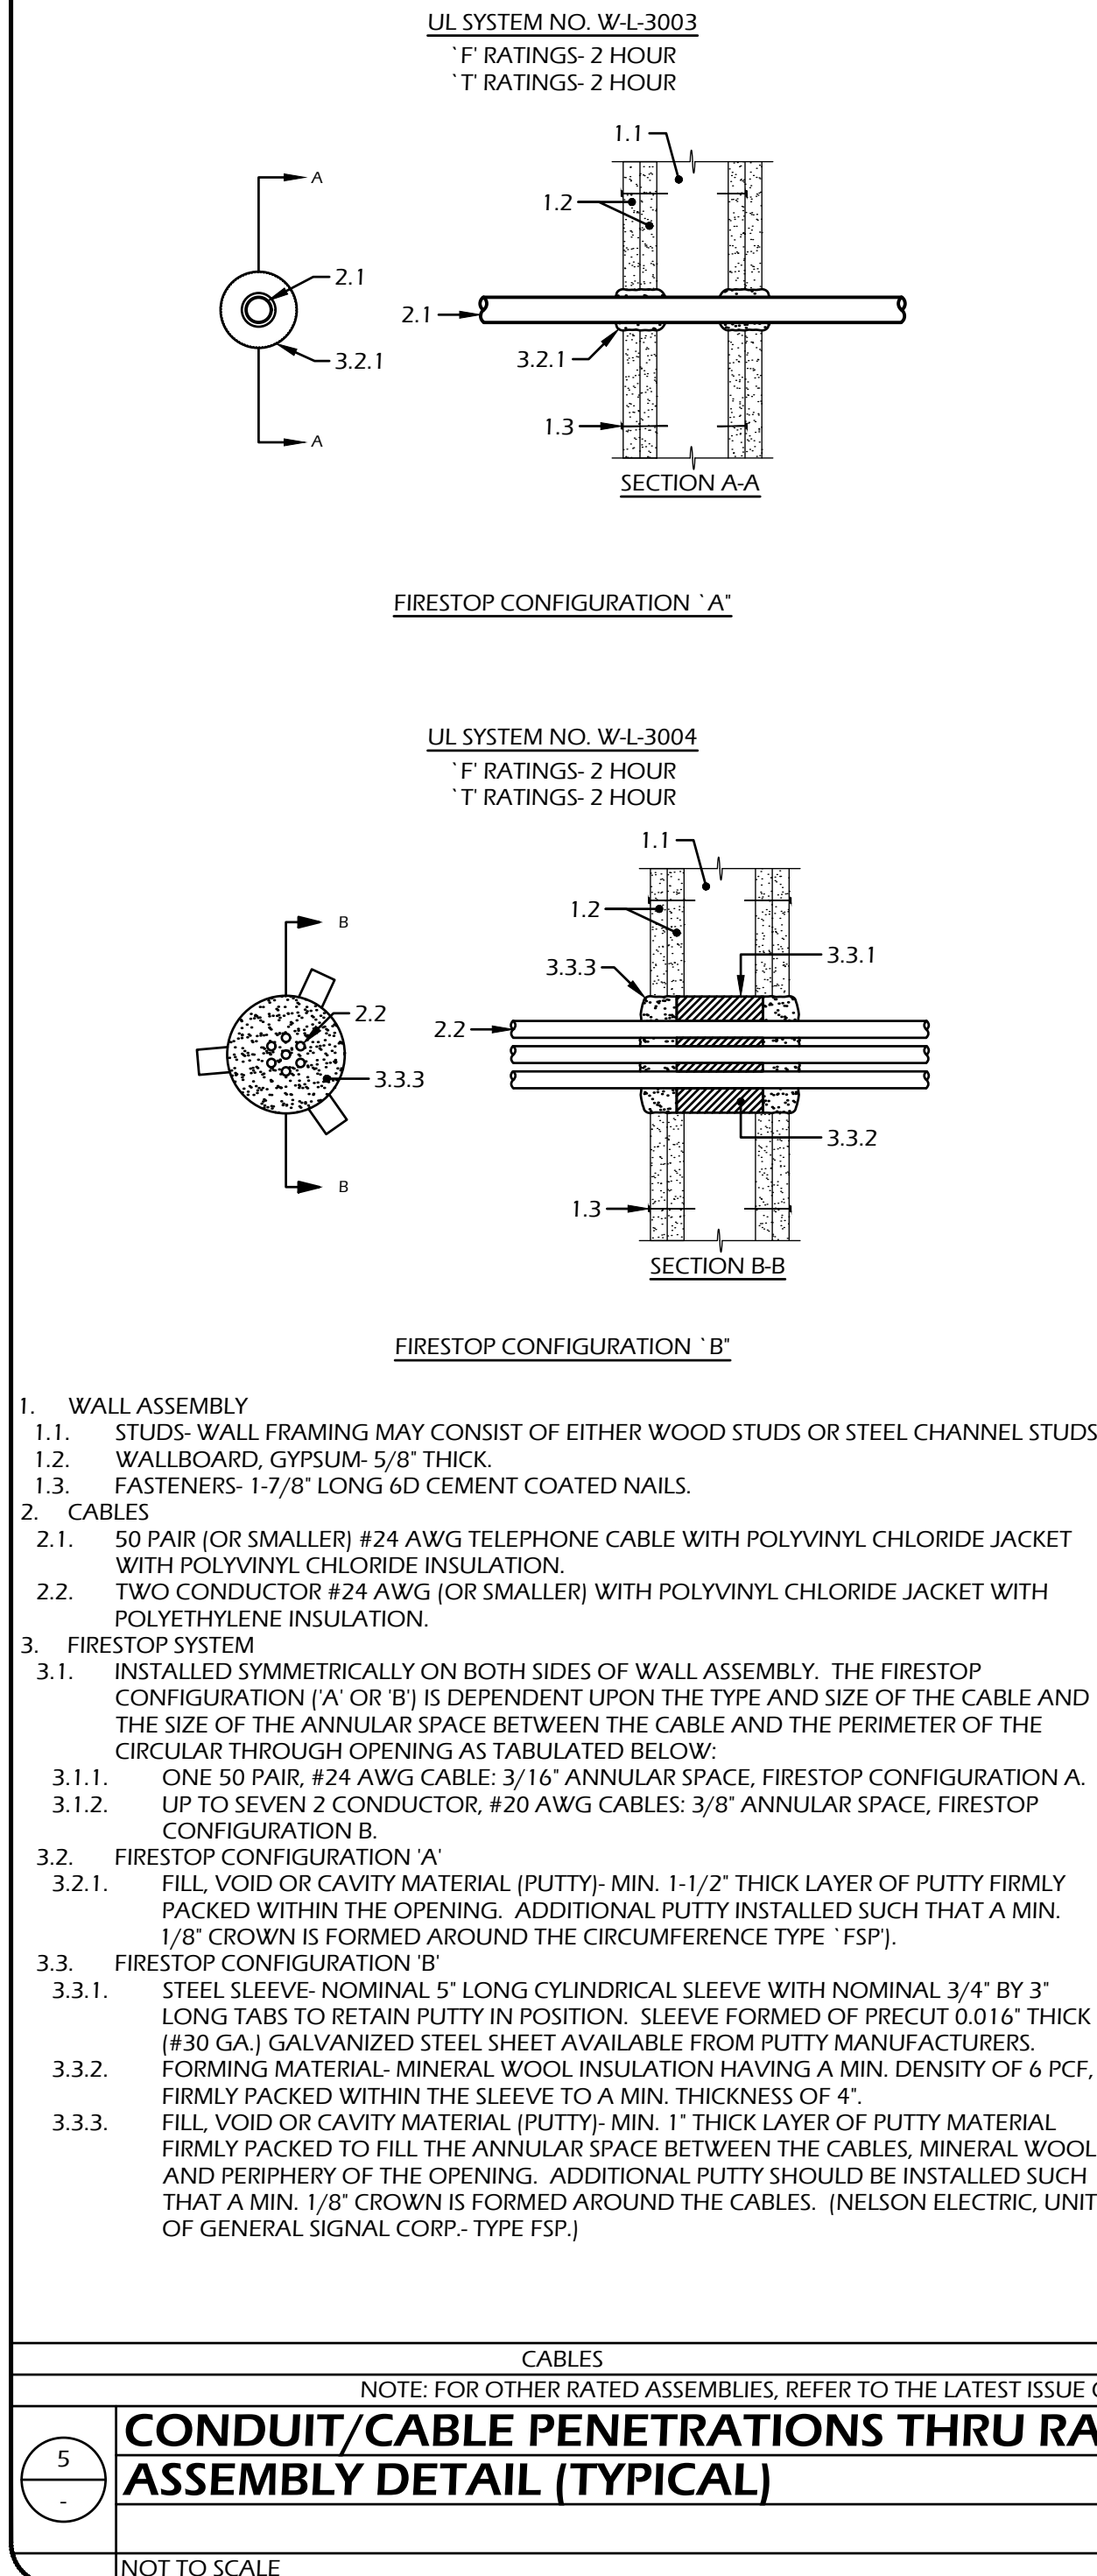 UL SYSTEM NO. W-L-3003
`F' RATINGS- 2 HOUR
`T' RATINGS- 2 HOUR
1.1
A
1.2
2.1
2.1
3.2.1
3.2.1
1.3
A
SECTION A-A
FIRESTOP CONFIGURATION `A"
UL SYSTEM NO. W-L-3004
`F' RATINGS- 2 HOUR
`T' RATINGS- 2 HOUR
1.1
1.2
B
3.3.1
3.3.3
2.2
2.2
3.3.3
3.3.2
B
1.3
SECTION B-B
FIRESTOP CONFIGURATION `B"
1. WALL ASSEMBLY
1.1. STUDS- WALL FRAMING MAY CONSIST OF EITHER WOOD STUDS OR STEEL CHANNEL STUDS
1.2. WALLBOARD, GYPSUM- 5/8" THICK.
1.3. FASTENERS- 1-7/8" LONG 6D CEMENT COATED NAILS.
2. CABLES
2.1. 50 PAIR (OR SMALLER) #24 AWG TELEPHONE CABLE WITH POLYVINYL CHLORIDE JACKET
WITH POLYVINYL CHLORIDE INSULATION.
2.2. TWO CONDUCTOR #24 AWG (OR SMALLER) WITH POLYVINYL CHLORIDE JACKET WITH
POLYETHYLENE INSULATION.
3. FIRESTOP SYSTEM
3.1. INSTALLED SYMMETRICALLY ON BOTH SIDES OF WALL ASSEMBLY. THE FIRESTOP
CONFIGURATION ('A' OR 'B') IS DEPENDENT UPON THE TYPE AND SIZE OF THE CABLE AND
THE SIZE OF THE ANNULAR SPACE BETWEEN THE CABLE AND THE PERIMETER OF THE
CIRCULAR THROUGH OPENING AS TABULATED BELOW:
3.1.1. ONE 50 PAIR, #24 AWG CABLE: 3/16" ANNULAR SPACE, FIRESTOP CONFIGURATION A.
3.1.2. UP TO SEVEN 2 CONDUCTOR, #20 AWG CABLES: 3/8" ANNULAR SPACE, FIRESTOP
CONFIGURATION B.
3.2. FIRESTOP CONFIGURATION 'A'
3.2.1. FILL, VOID OR CAVITY MATERIAL (PUTTY)- MIN. 1-1/2" THICK LAYER OF PUTTY FIRMLY
PACKED WITHIN THE OPENING. ADDITIONAL PUTTY INSTALLED SUCH THAT A MIN.
1/8" CROWN IS FORMED AROUND THE CIRCUMFERENCE TYPE `FSP').
3.3. FIRESTOP CONFIGURATION 'B'
3.3.1. STEEL SLEEVE- NOMINAL 5" LONG CYLINDRICAL SLEEVE WITH NOMINAL 3/4" BY 3"
LONG TABS TO RETAIN PUTTY IN POSITION. SLEEVE FORMED OF PRECUT 0.016" THICK
(#30 GA.) GALVANIZED STEEL SHEET AVAILABLE FROM PUTTY MANUFACTURERS.
3.3.2. FORMING MATERIAL- MINERAL WOOL INSULATION HAVING A MIN. DENSITY OF 6 PCF,
FIRMLY PACKED WITHIN THE SLEEVE TO A MIN. THICKNESS OF 4".
3.3.3. FILL, VOID OR CAVITY MATERIAL (PUTTY)- MIN. 1" THICK LAYER OF PUTTY MATERIAL
FIRMLY PACKED TO FILL THE ANNULAR SPACE BETWEEN THE CABLES, MINERAL WOOL
AND PERIPHERY OF THE OPENING. ADDITIONAL PUTTY SHOULD BE INSTALLED SUCH
THAT A MIN. 1/8" CROWN IS FORMED AROUND THE CABLES. (NELSON ELECTRIC, UNIT
OF GENERAL SIGNAL CORP.- TYPE FSP.)
CABLES
NOTE: FOR OTHER RATED ASSEMBLIES, REFER TO THE LATEST ISSUE
CONDUIT/CABLE PENETRATIONS THRU RA
5
ASSEMBLY DETAIL (TYPICAL)
-
NOT TO SCALE